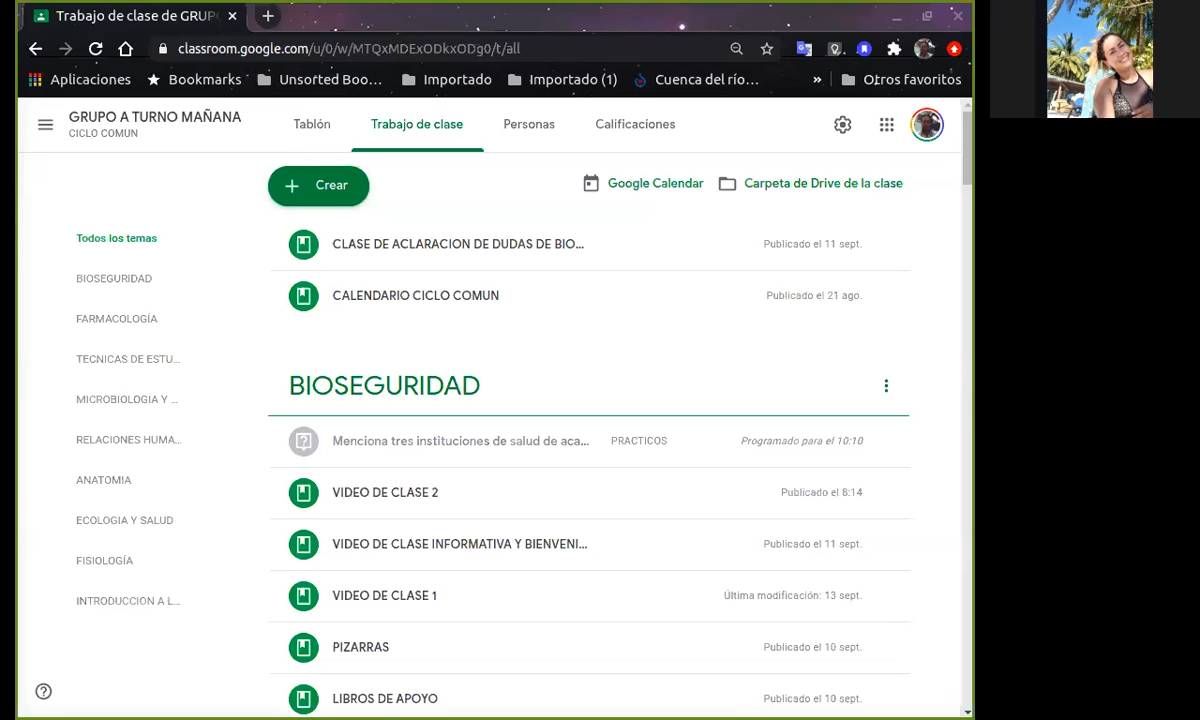 Trabajo de clase de GRUP
classroom.google.com/u/0/w/MTQxMDExODkxODg0/t/all
Aplicaciones
Bookmarks
Unsorted Boo...
Importado
Importado (1)
Cuenca del río...
»
Otros favoritos
GRUPO A TURNO MAÑANA
CICLO COMUN
Tablón
Trabajo de clase
Personas
Calificaciones
+ Crear
Google Calendar
Carpeta de Drive de la clase
Todos los temas
BIOSEGURIDAD
FARMACOLOGÍA
TECNICAS DE ESTU...
MICROBIOLOGIA Y ...
RELACIONES HUMA...
ANATOMIA
ECOLOGIA Y SALUD
FISIOLOGÍA
INTRODUCCION A L...
CLASE DE ACLARACION DE DUDAS DE BIO... Publicado el 11 sept.
CALENDARIO CICLO COMUN Publicado el 21 ago.
BIOSEGURIDAD
Menciona tres instituciones de salud de aca... PRACTICOS Programado para el 10:10
VIDEO DE CLASE 2 Publicado el 8:14
VIDEO DE CLASE INFORMATIVA Y BIENVENI... Publicado el 11 sept.
VIDEO DE CLASE 1 Última modificación: 13 sept.
PIZARRAS Publicado el 10 sept.
LIBROS DE APOYO Publicado el 10 sept.